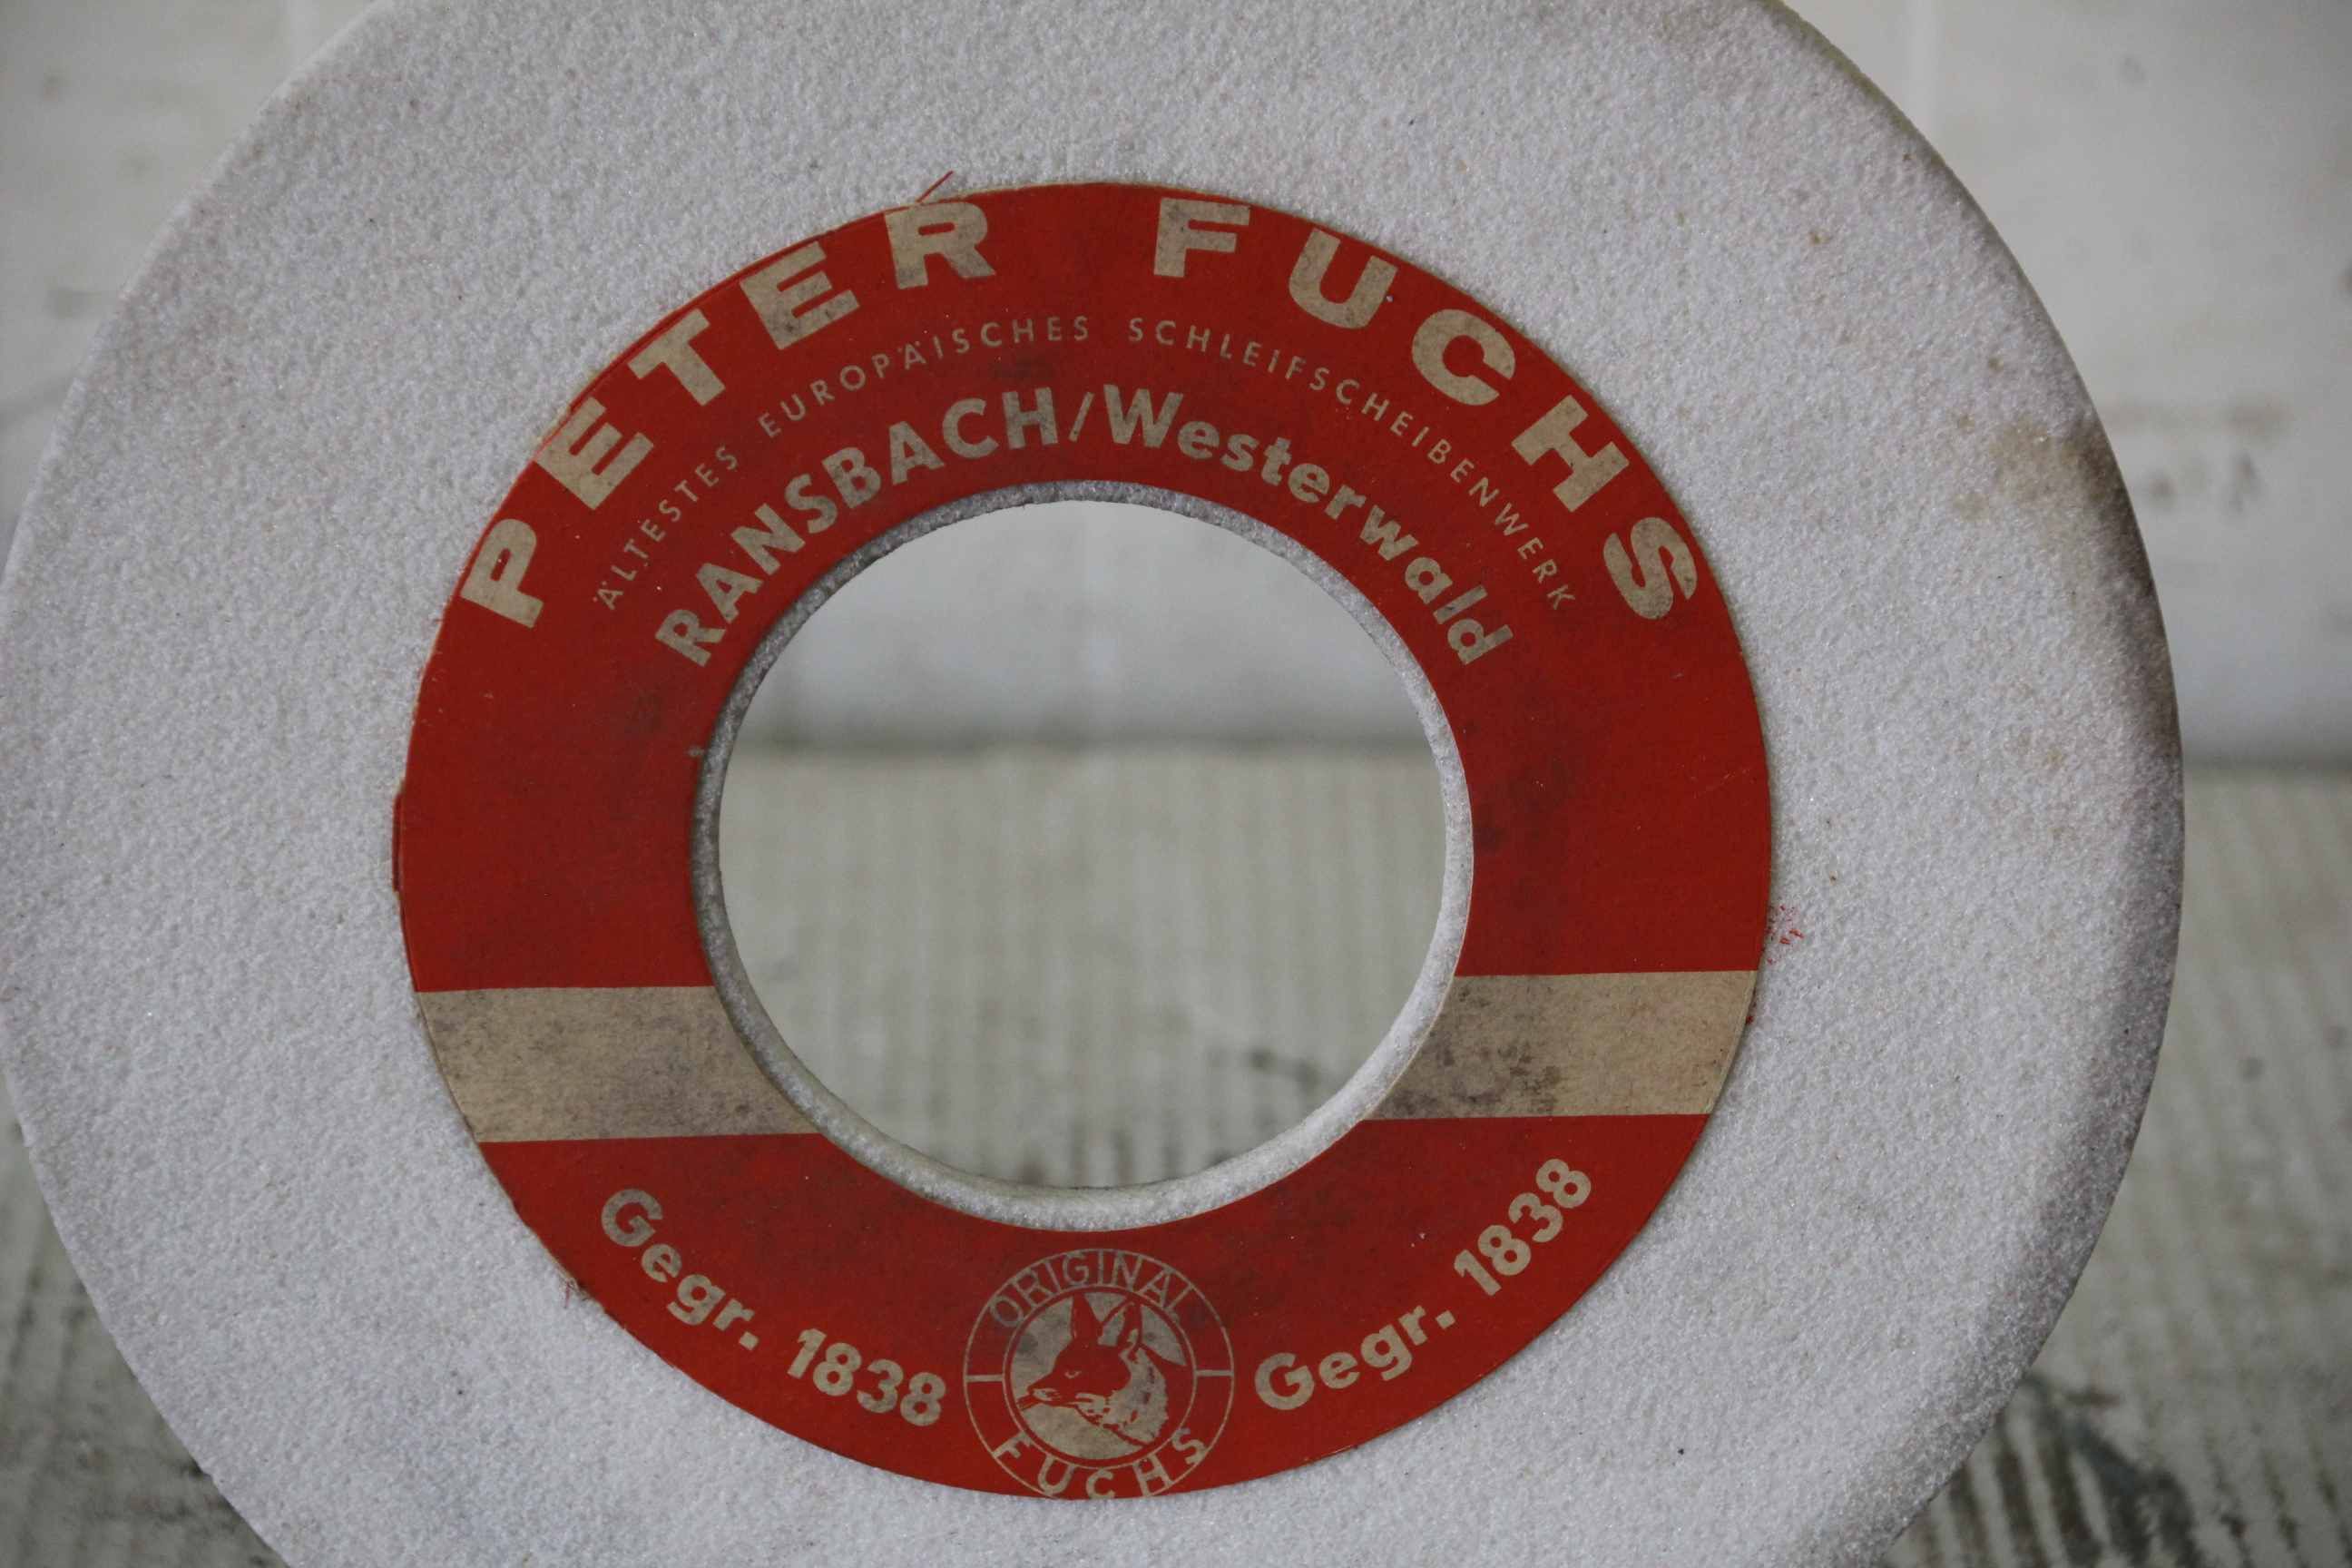 PETER FUCHS
ÄLTESTES EUROPÄISCHES SCHLEIFSCHEIBENWERK
RANSBACH/Westerwald
Gegr. 1838
ORIGINAL
FUCHS
Gegr. 1838